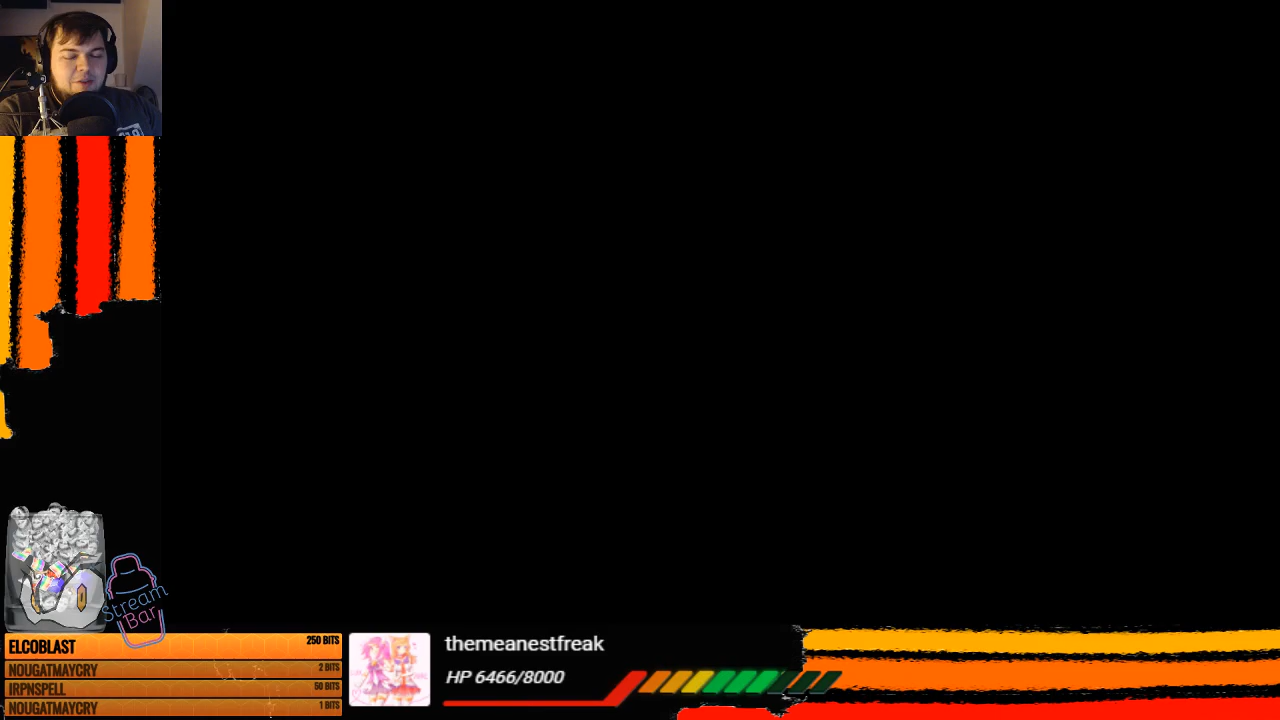 Stream
Bar
ELCOBLAST 250 BITS
NOUGATMAYCRY 2 BITS
IRPNSPELL 50 BITS
NOUGATMAYCRY 1 BITS
themeanestfreak
HP 6466/8000